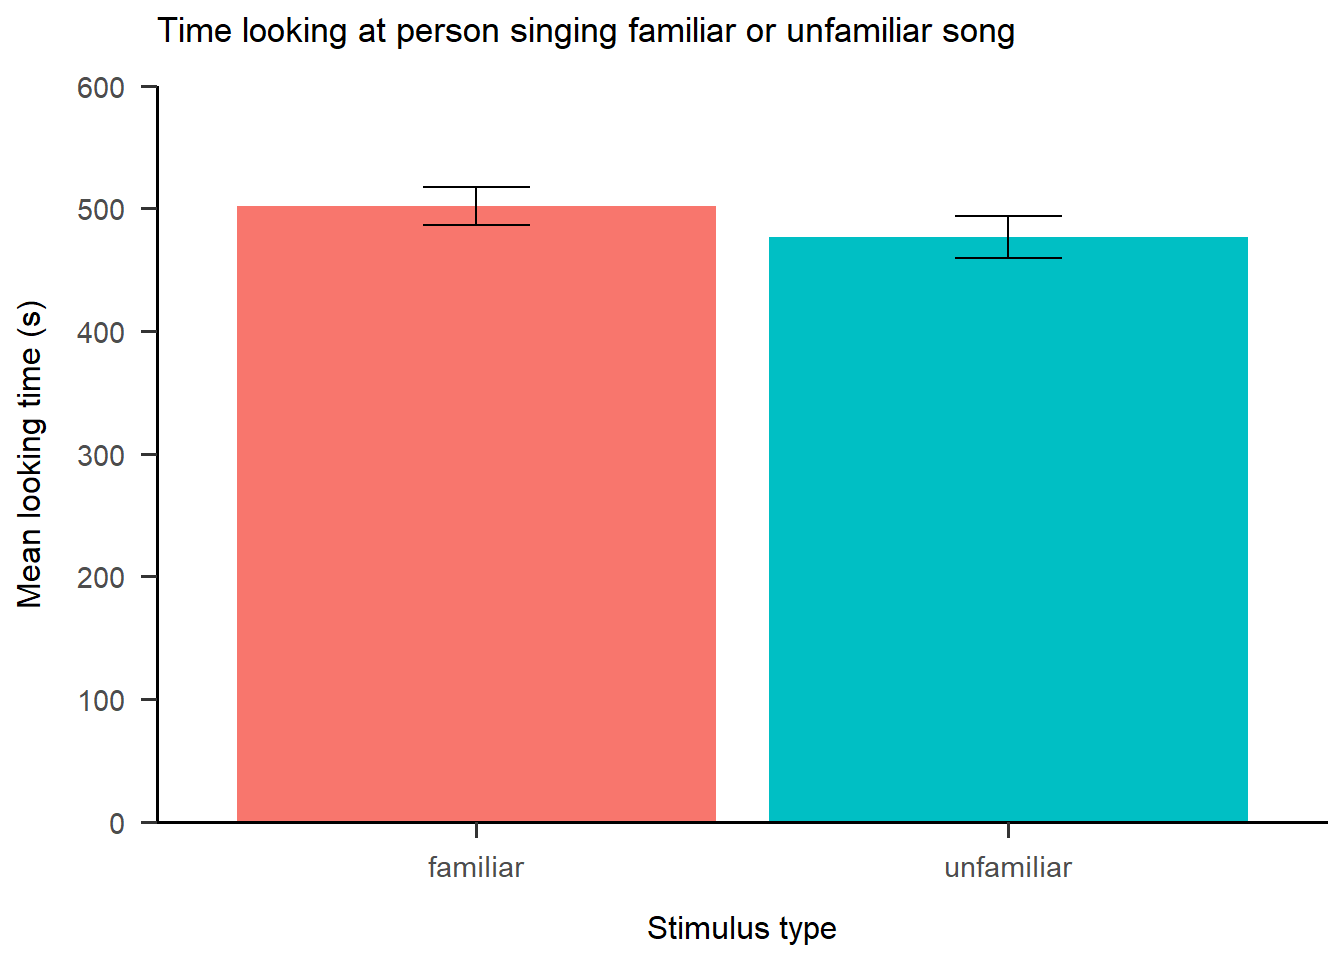 Time looking at person singing familiar or unfamiliar song
600
500
400
300
200
100
0
Mean looking time (s)
familiar
unfamiliar
Stimulus type